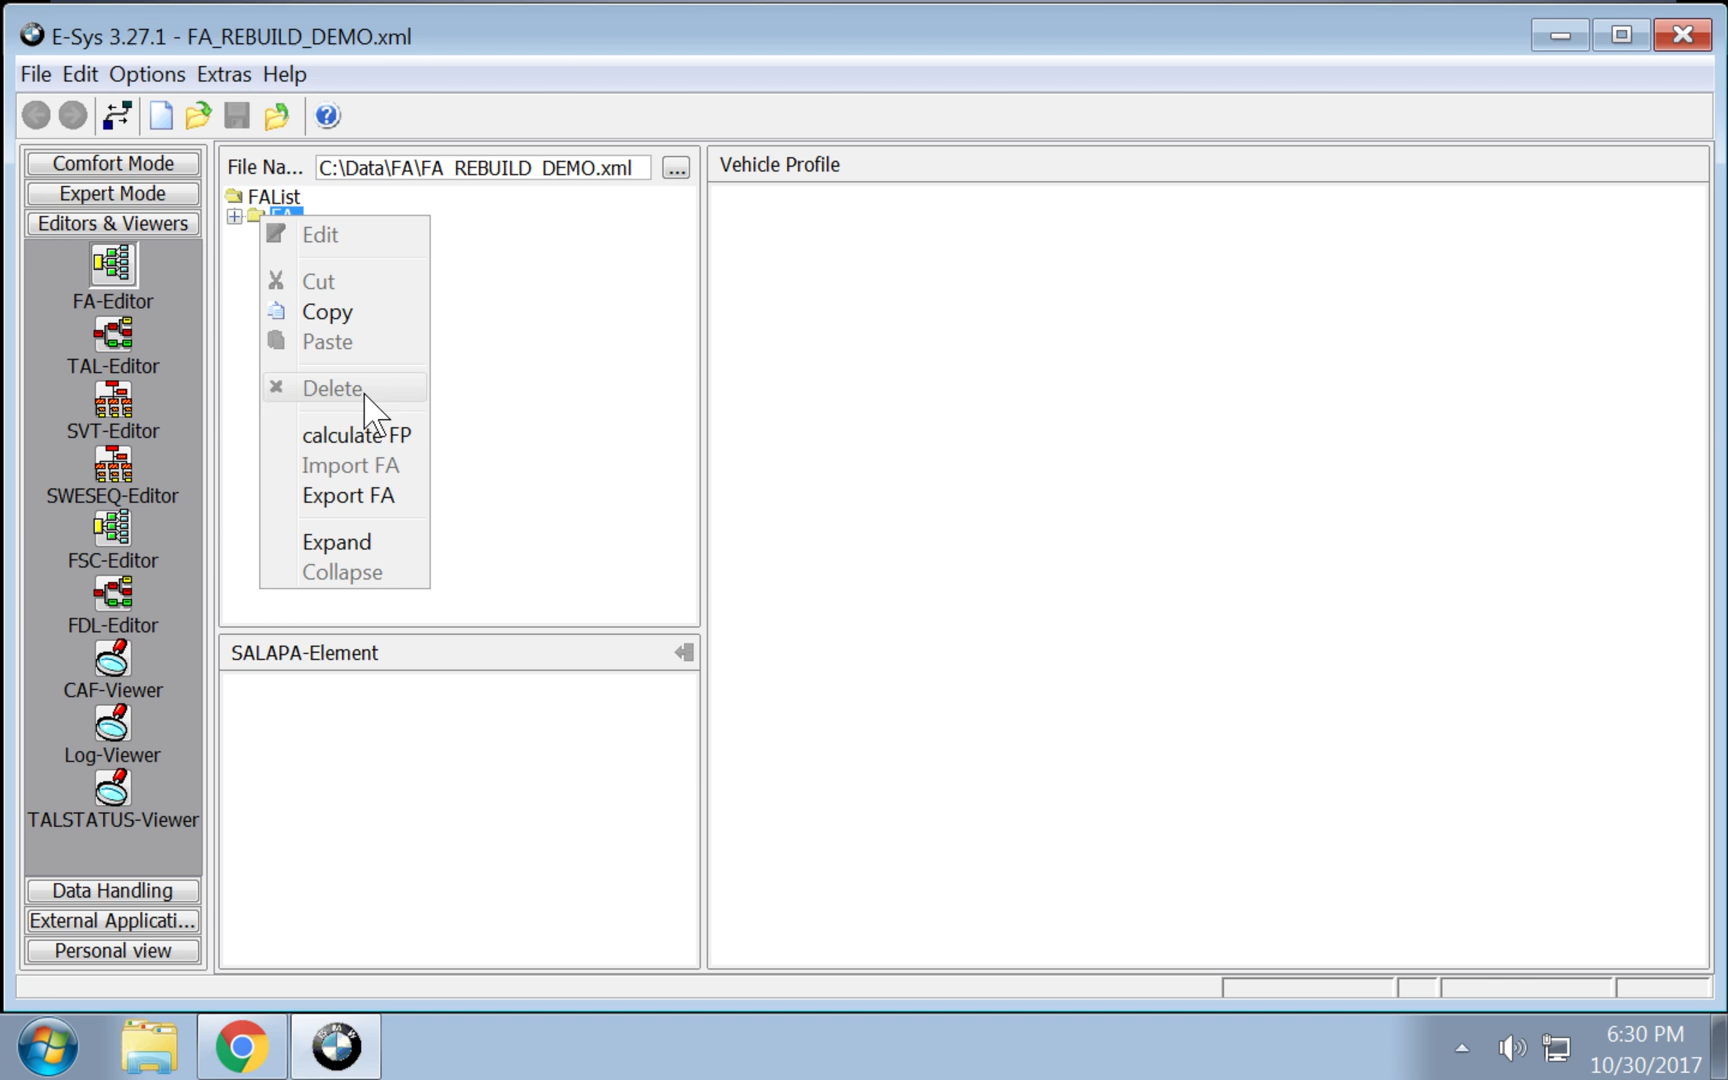 E-Sys 3.27.1 - FA_REBUILD_DEMO.xml
File Edit Options Extras Help
Comfort Mode
Expert Mode
Editors & Viewers
FA-Editor
TAL-Editor
SVT-Editor
SWESEQ-Editor
FSC-Editor
FDL-Editor
CAF-Viewer
Log-Viewer
TALSTATUS-Viewer
Data Handling
External Applicati...
Personal view
File Na... C:\Data\FA\FA_REBUILD_DEMO.xml ...
FAList
FA
Edit
Cut
Copy
Paste
Delete
calculate FP
Import FA
Export FA
Expand
Collapse
SALAPA-Element
Vehicle Profile
6:30 PM
10/30/2017